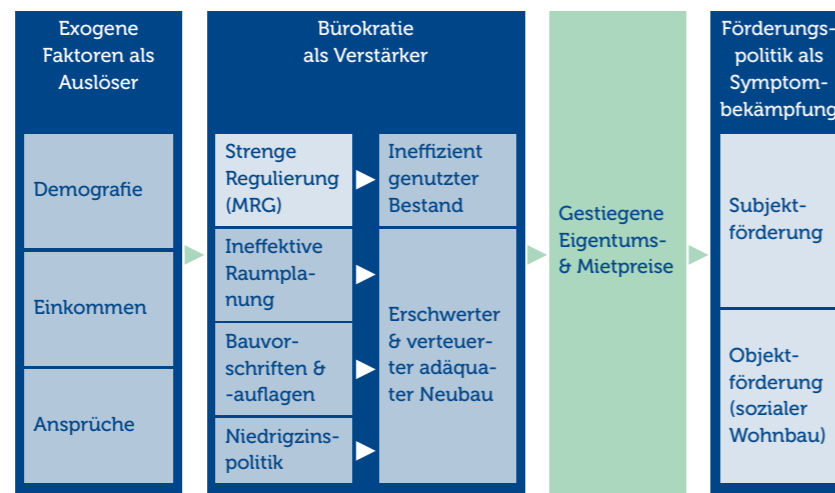 Exogene
Faktoren als
Auslöser
Demografie
Einkommen
Ansprüche
Bürokratie
als Verstärker
Strenge
Regulierung
(MRG)
Ineffektive
Raumpla-
nung
Bauvor-
schriften &
-auflagen
Niedrigzins-
politik
Ineffizient
genutzter
Bestand
Erschwerter
& verteuer-
ter adäqua-
ter Neubau
Gestiegene
Eigentums-
& Mietpreise
Förderungs-
politik als
Symptom-
bekämpfung
Subjekt-
förderung
Objekt-
förderung
(sozialer
Wohnbau)